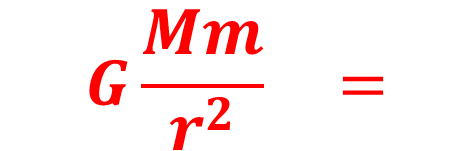 G Mm / r² =